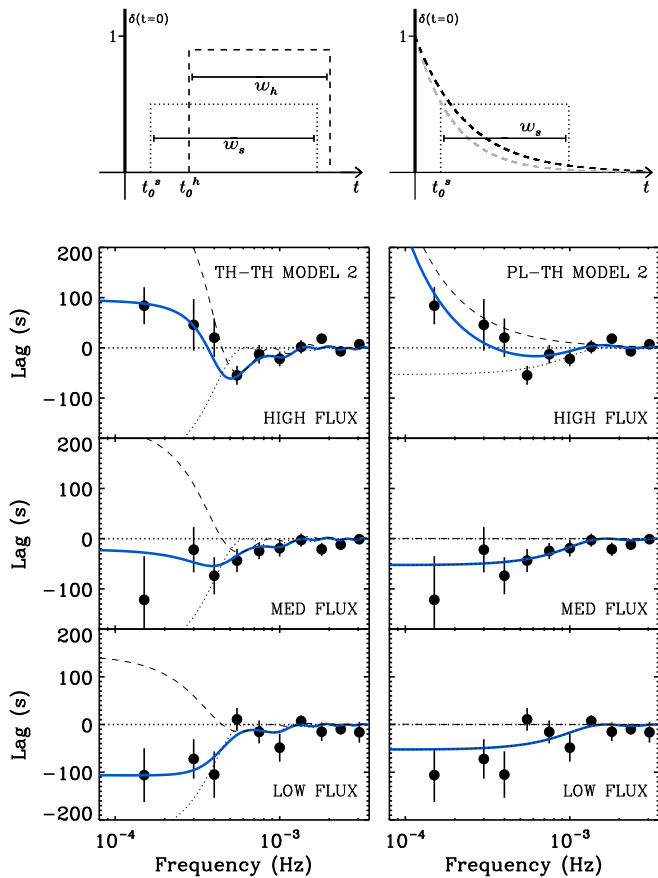 δ(t=0)
1
w_h
w_s
t_0^s t_0^h t
δ(t=0)
1
w_s
t_0^s t
TH-TH MODEL 2
HIGH FLUX
200
100
0
-100
Lag (s)
PL-TH MODEL 2
HIGH FLUX
MED FLUX
200
100
0
-100
Lag (s)
MED FLUX
LOW FLUX
200
100
0
-100
-200
Lag (s)
LOW FLUX
10^-4 10^-3
Frequency (Hz)
10^-4 10^-3
Frequency (Hz)